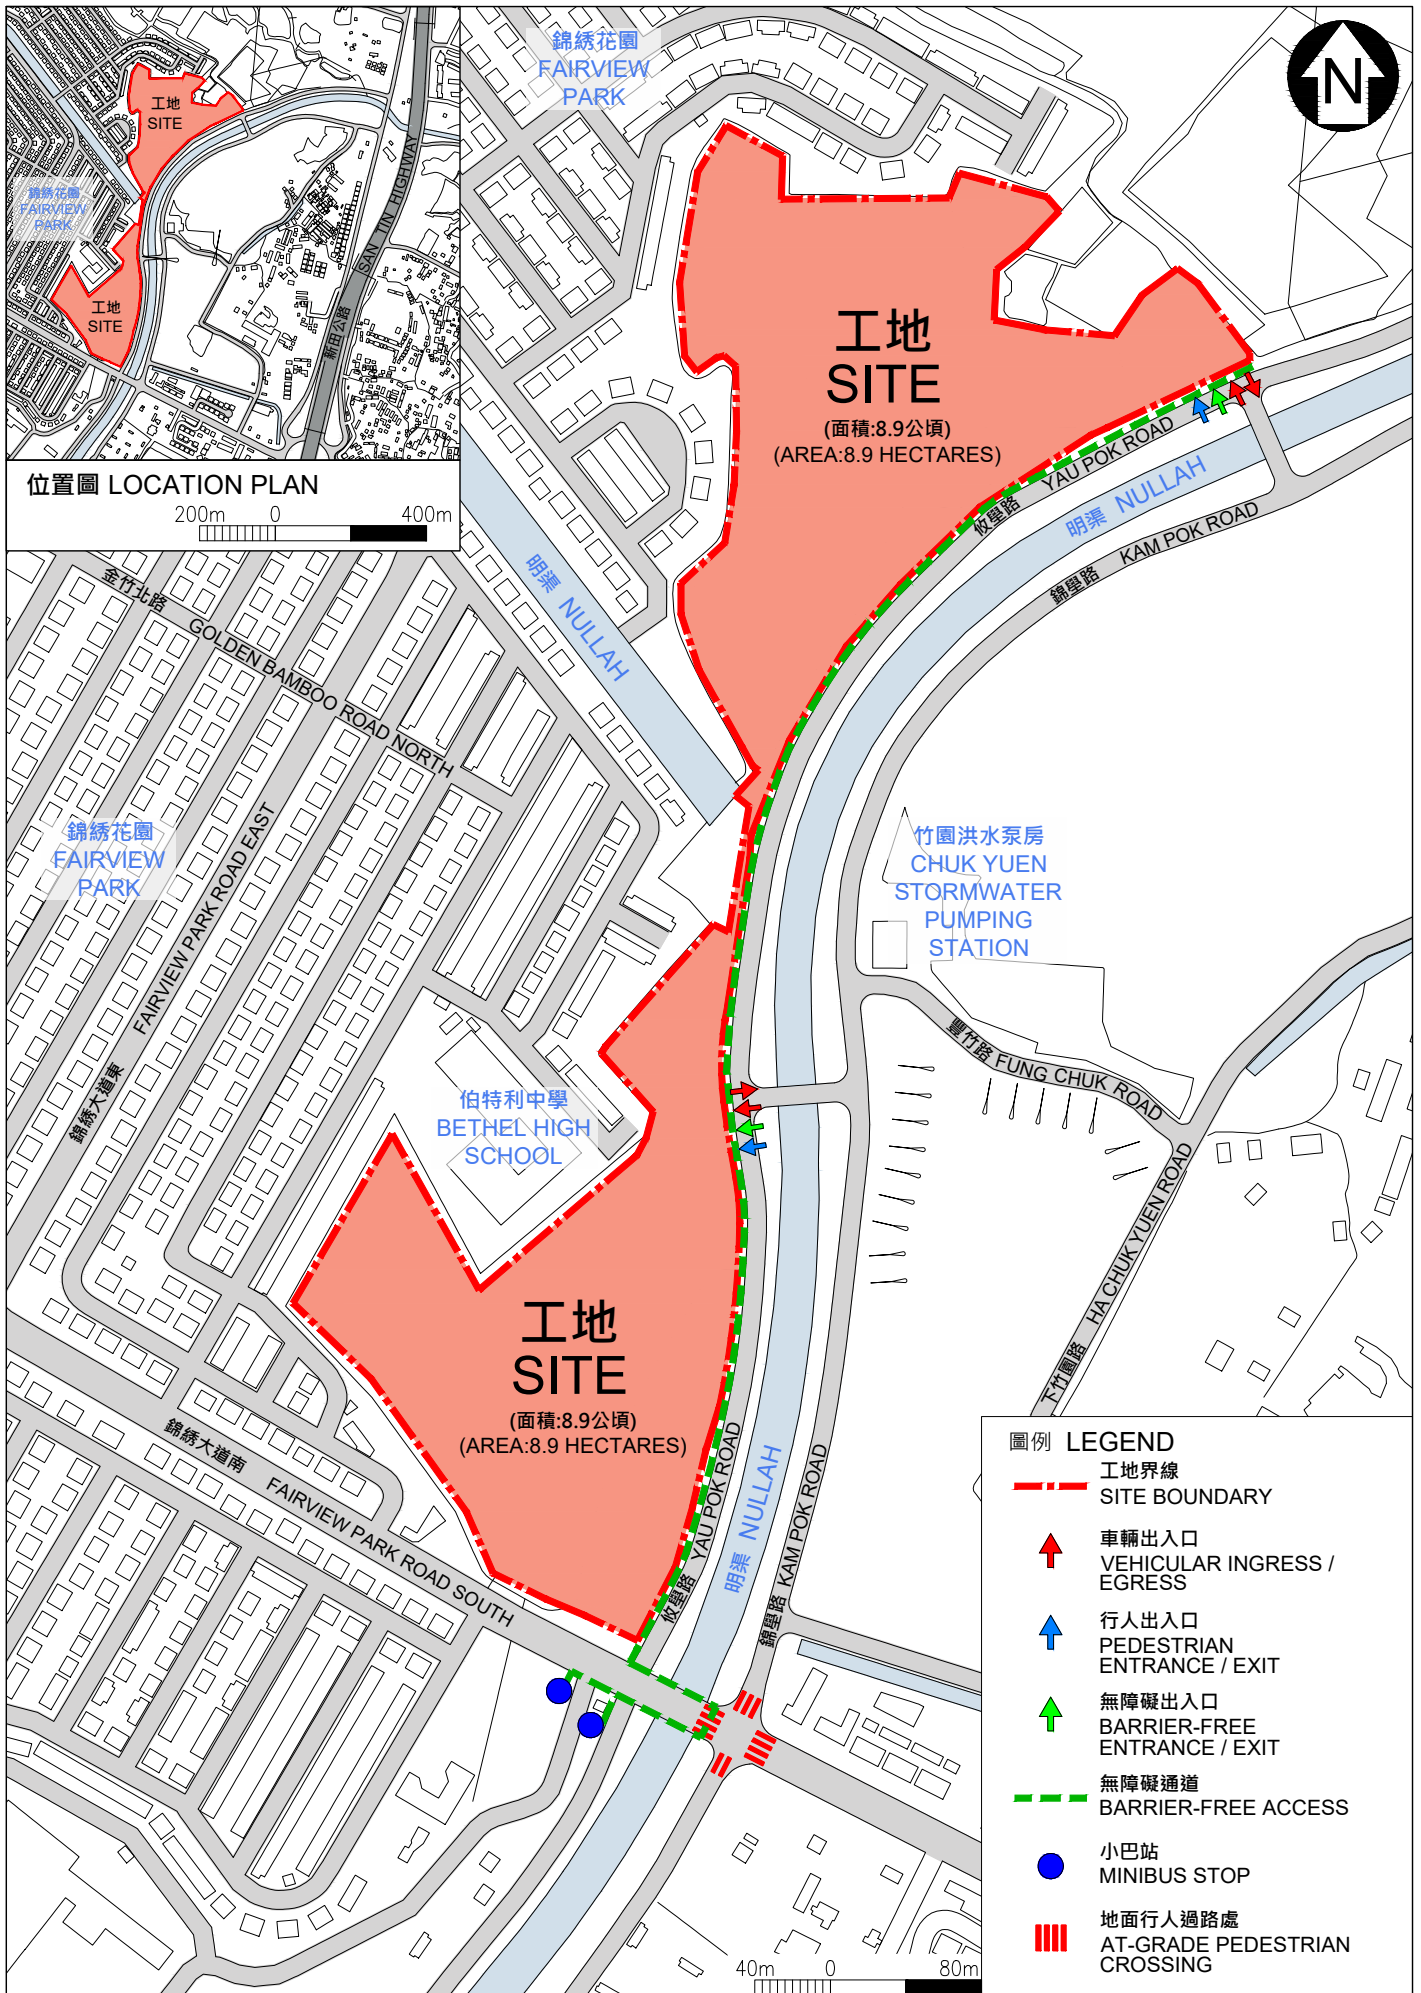 工地
SITE
錦綉花園
FAIRVIEW
PARK
工地
SITE
新田公路
SAN TIN HIGHWAY
位置圖 LOCATION PLAN
200m 0 400m
錦綉花園
FAIRVIEW
PARK
N
工地
SITE
(面積:8.9公頃)
(AREA:8.9 HECTARES)
攸壆路 YAU POK ROAD
明渠 NULLAH
錦壆路 KAM POK ROAD
明渠 NULLAH
金竹北路 GOLDEN BAMBOO ROAD NORTH
錦綉花園
FAIRVIEW
PARK
錦綉大道東 FAIRVIEW PARK ROAD EAST
竹園洪水泵房
CHUK YUEN
STORMWATER
PUMPING
STATION
豐竹路 FUNG CHUK ROAD
下竹園路 HA CHUK YUEN ROAD
伯特利中學
BETHEL HIGH
SCHOOL
工地
SITE
(面積:8.9公頃)
(AREA:8.9 HECTARES)
錦綉大道南 FAIRVIEW PARK ROAD SOUTH
攸壆路 YAU POK ROAD
明渠 NULLAH
錦壆路 KAM POK ROAD
40m 0 80m
圖例 LEGEND
工地界線
SITE BOUNDARY
車輛出入口
VEHICULAR INGRESS /
EGRESS
行人出入口
PEDESTRIAN
ENTRANCE / EXIT
無障礙出入口
BARRIER-FREE
ENTRANCE / EXIT
無障礙通道
BARRIER-FREE ACCESS
小巴站
MINIBUS STOP
地面行人過路處
AT-GRADE PEDESTRIAN
CROSSING